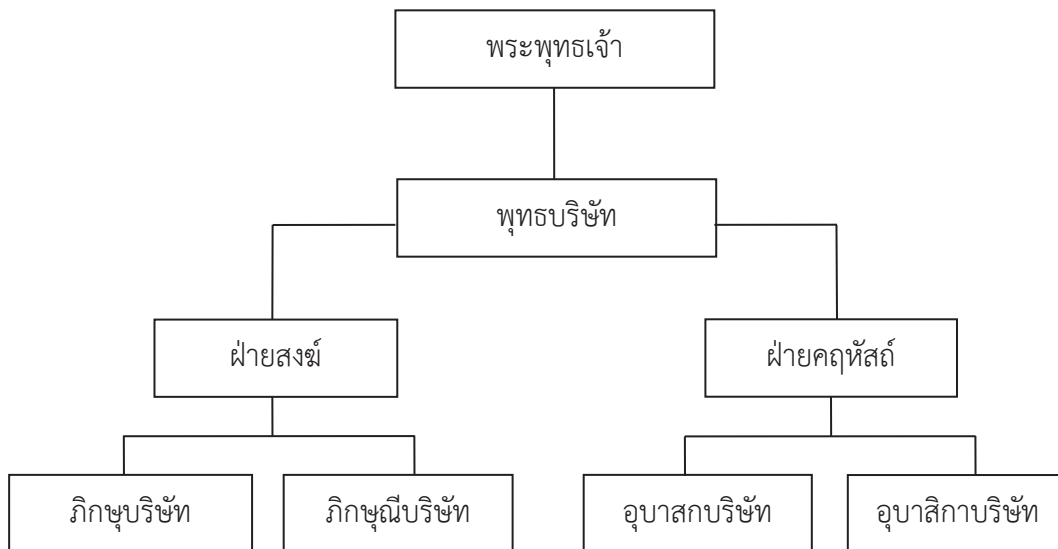 พระพุทธเจ้า
พุทธบริษัท
ฝ่ายสงฆ์
ฝ่ายคฤหัสถ์
ภิกษุบริษัท
ภิกษุณีบริษัท
อุบาสกบริษัท
อุบาสิกาบริษัท